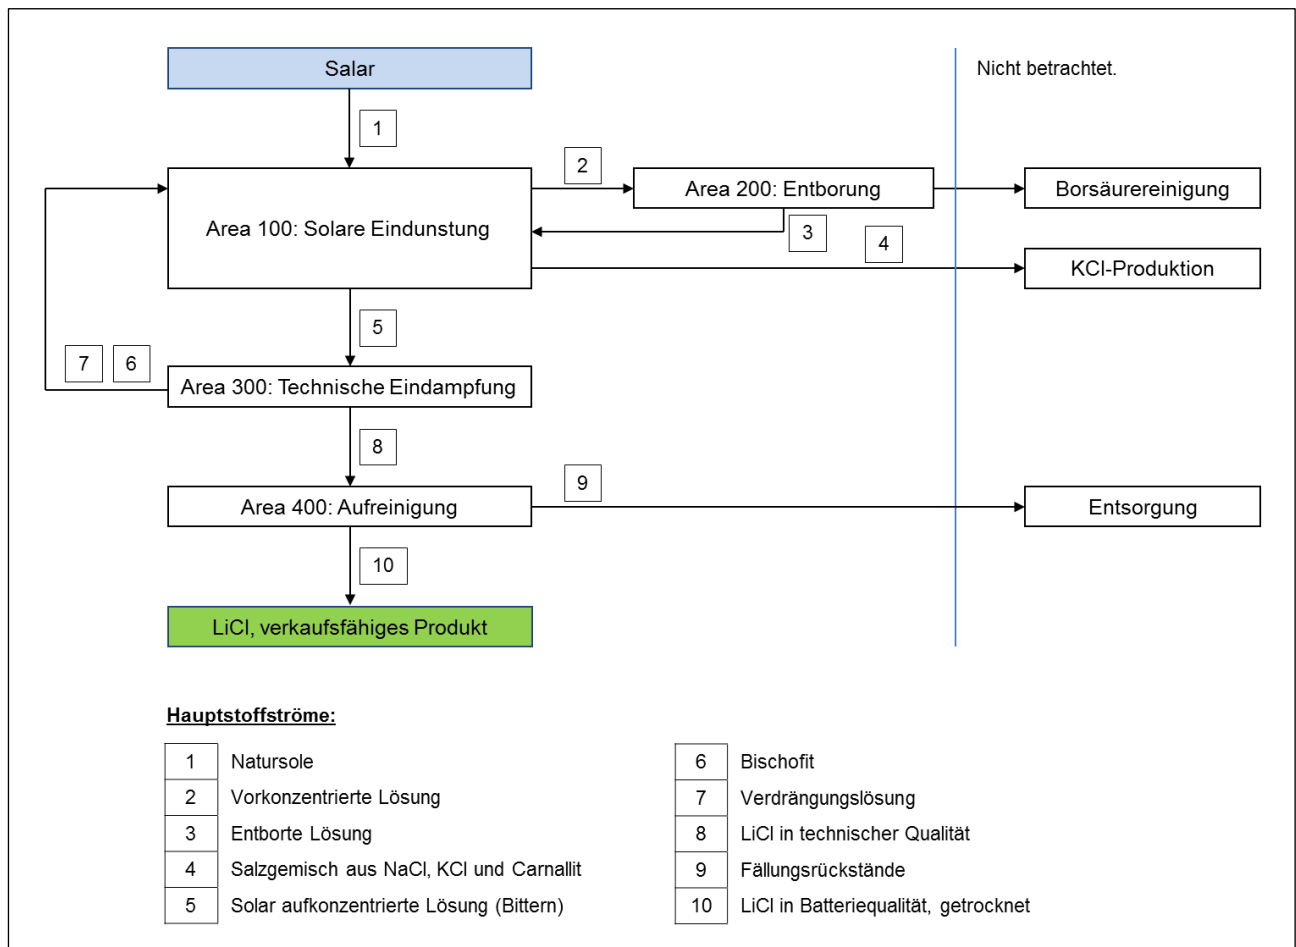 Salar
Nicht betrachtet.
1
2
Area 100: Solare Eindunstung
Area 200: Entborung
Borsäurereinigung
3
4
KCl-Produktion
5
7 6
Area 300: Technische Eindampfung
8
9
Area 400: Aufreinigung
Entsorgung
10
LiCl, verkaufsfähiges Produkt
Hauptstoffströme:
1 Natursole
2 Vorkonzentrierte Lösung
3 Entborte Lösung
4 Salzgemisch aus NaCl, KCl und Carnallit
5 Solar aufkonzentrierte Lösung (Bittern)
6 Bischofit
7 Verdrängungslösung
8 LiCl in technischer Qualität
9 Fällungsrückstände
10 LiCl in Batteriequalität, getrocknet